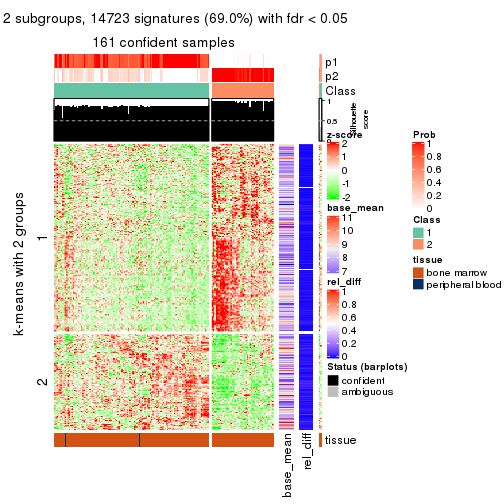 2 subgroups, 14723 signatures (69.0%) with fdr < 0.05
161 confident samples
p1
p2
Class
1
0.5
0
Silhouette
score
k-means with 2 groups
1
2
z-score
2
1
0
-1
-2
base_mean
11
10
9
8
7
rel_diff
1
0.8
0.6
0.4
0.2
0
Status (barplots)
confident
ambiguous
Prob
1
0.8
0.6
0.4
0.2
0
Class
1
2
tissue
bone marrow
peripheral blood
tissue
base_mean
rel_diff